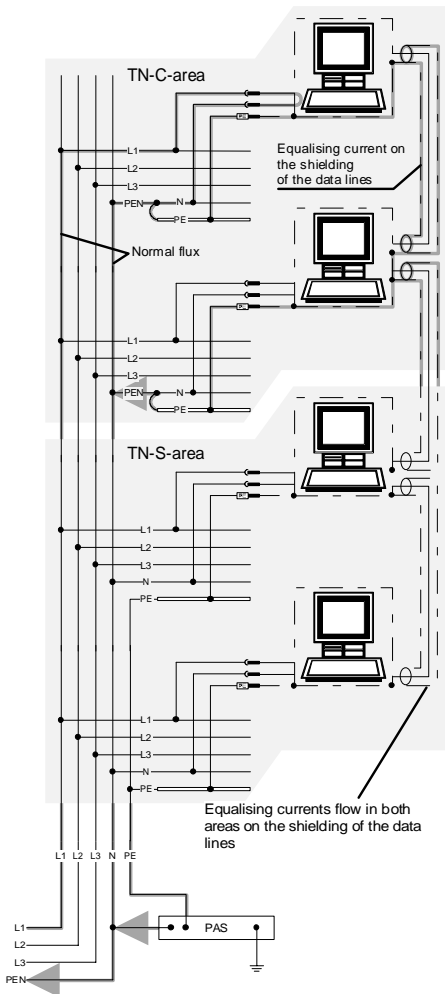 TN-C-area
PE
L1
L2
L3
PEN
N
PE
Equalising current on
the shielding
of the data lines
Normal flux
L1
L2
L3
PEN
N
PE
TN-S-area
L1
L2
L3
N
PE
L1
L2
L3
N
PE
Equalising currents flow in both
areas on the shielding of the data
lines
L1
L2
L3
N
PE
L1
L2
L3
PEN
PAS